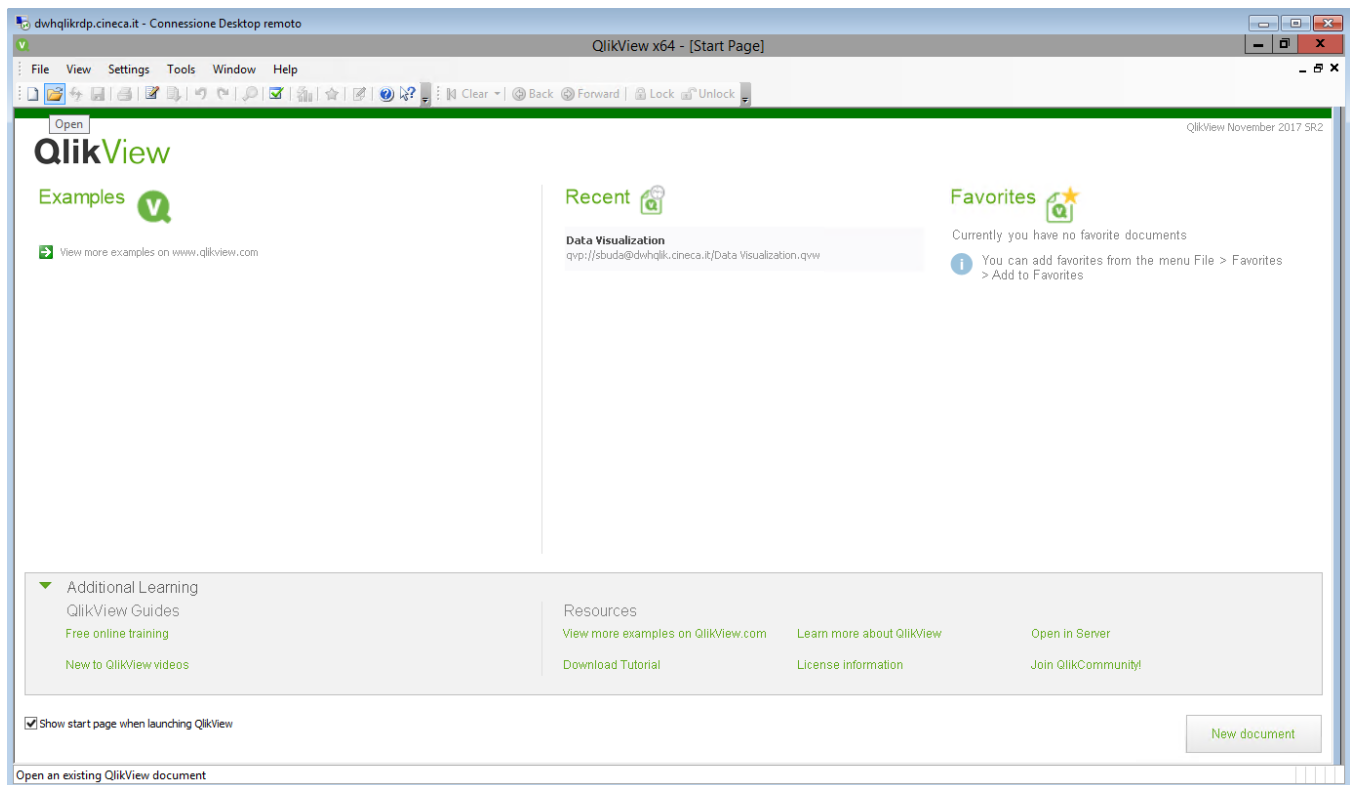 dwhqlikrdp.cineca.it - Connessione Desktop remoto
QlikView x64 - [Start Page]
File View Settings Tools Window Help
Clear Back Forward Lock Unlock
Open
QlikView November 2017 SR2
QlikView
Examples
Recent
Favorites
View more examples on www.qlikview.com
Data Visualization
qvp://sbuda@dwhqlik.cineca.it/Data Visualization.qvw
Currently you have no favorite documents
You can add favorites from the menu File > Favorites
> Add to Favorites
Additional Learning
QlikView Guides
Free online training
New to QlikView videos
Resources
View more examples on QlikView.com
Learn more about QlikView
Open in Server
Download Tutorial
License information
Join QlikCommunity!
Show start page when launching QlikView
New document
Open an existing QlikView document